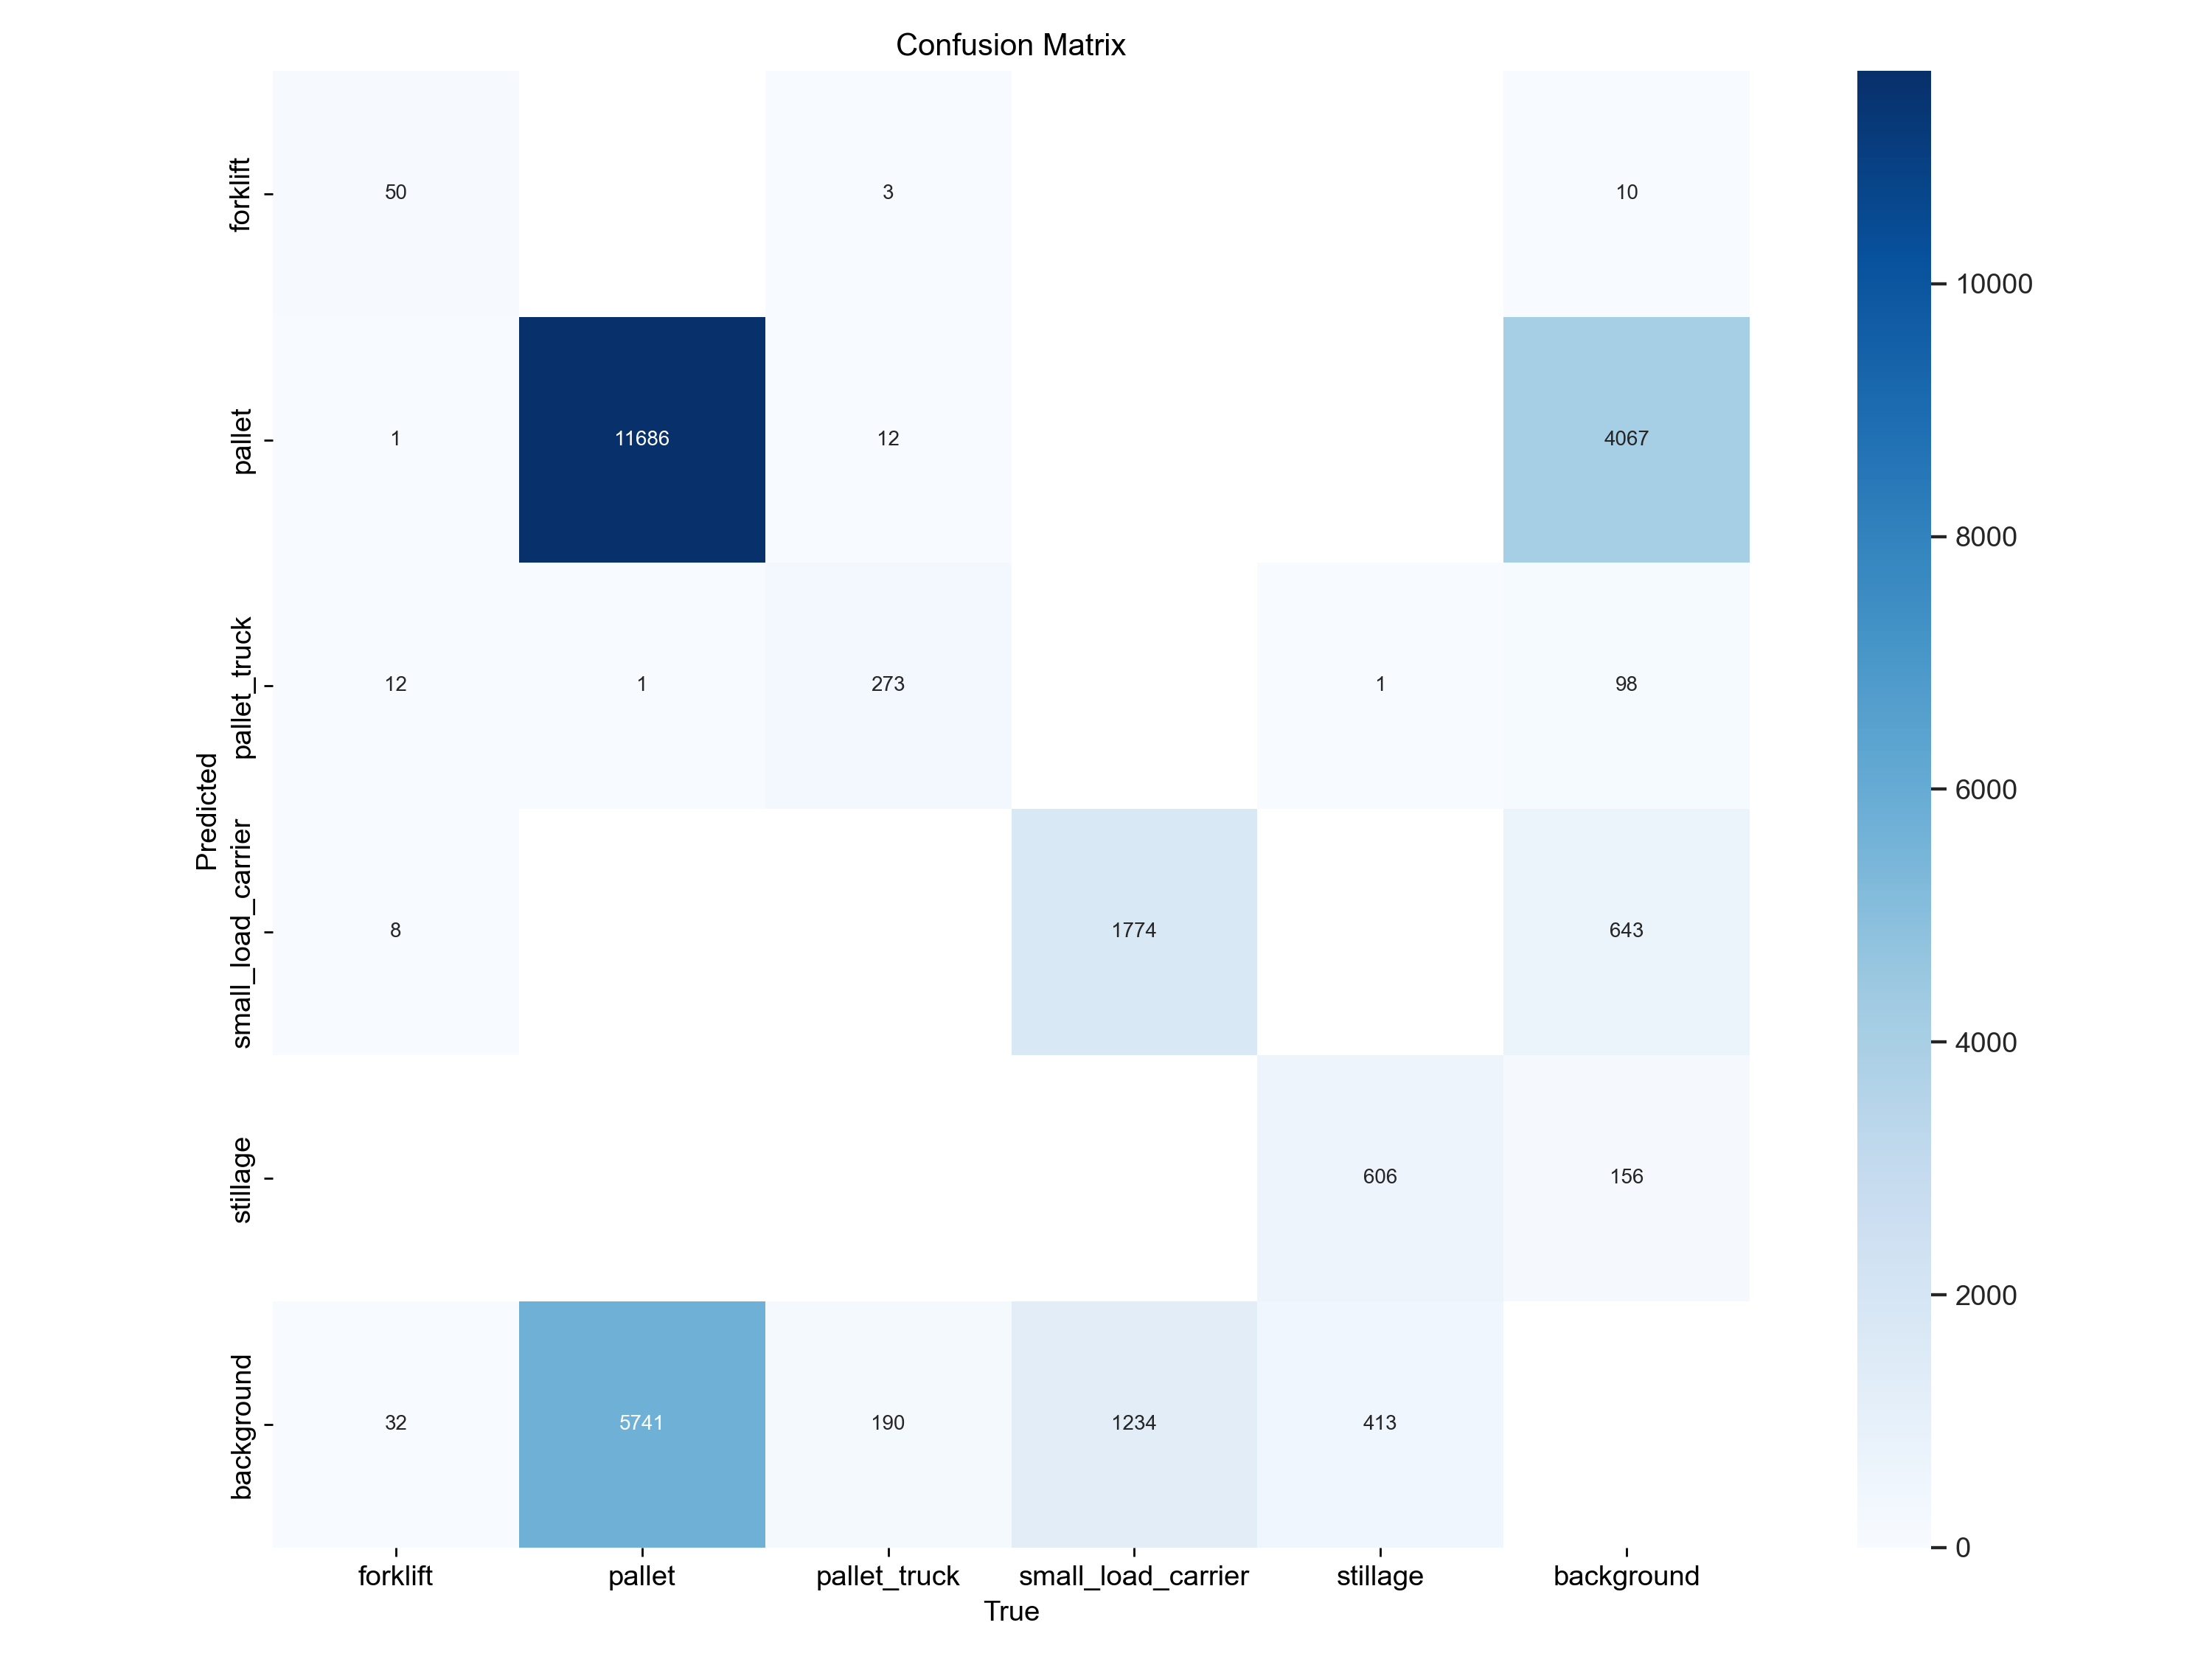 Confusion Matrix
forklift
50
3
10
10000
pallet
1
11686
12
4067
8000
pallet_truck
12
1
273
1
98
6000
Predicted
small_load_carrier
8
1774
643
4000
stillage
606
156
2000
background
32
5741
190
1234
413
0
forklift
pallet
pallet_truck
small_load_carrier
stillage
background
True